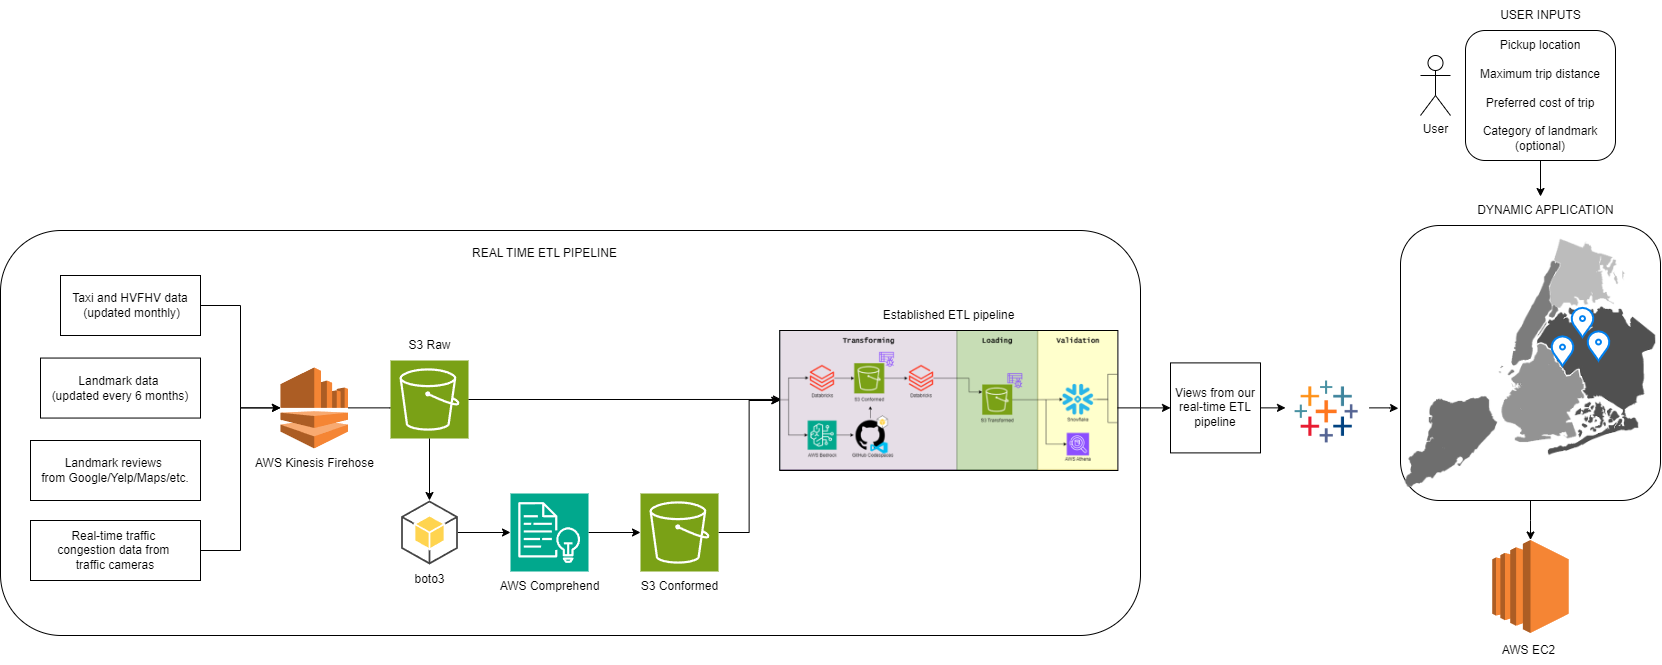 USER INPUTS
Pickup location
Maximum trip distance
Preferred cost of trip
Category of landmark
(optional)
User
DYNAMIC APPLICATION
REAL TIME ETL PIPELINE
Taxi and HVFHV data
(updated monthly)
Landmark data
(updated every 6 months)
Landmark reviews
from Google/Yelp/Maps/etc.
Real-time traffic
congestion data from
traffic cameras
AWS Kinesis Firehose
S3 Raw
boto3
AWS Comprehend
S3 Conformed
Established ETL pipeline
Transforming
Loading
Validation
Databricks
S3 Conformed
Databricks
AWS Bedrock
GitHub Codespaces
S3 Transformed
Snowflake
AWS Athena
Views from our
real-time ETL
pipeline
AWS EC2